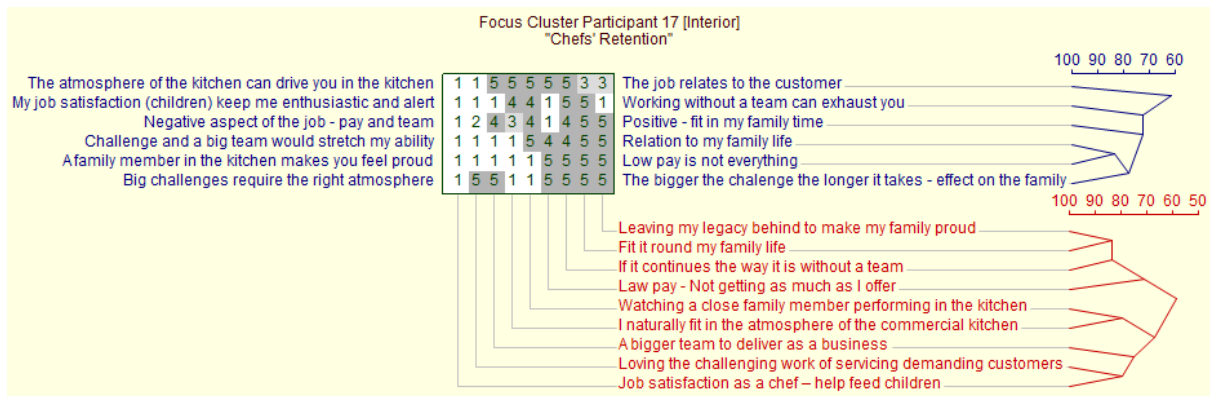 Focus Cluster Participant 17 [Interior]
"Chefs' Retention"
100 90 80 70 60
The atmosphere of the kitchen can drive you in the kitchen 1 1 5 5 5 5 5 3 3 The job relates to the customer
My job satisfaction (children) keep me enthusiastic and alert 1 1 1 4 4 1 5 5 1 Working without a team can exhaust you
Negative aspect of the job - pay and team 1 2 4 3 4 1 4 5 5 Positive - fit in my family time
Challenge and a big team would stretch my ability 1 1 1 1 5 4 4 5 5 Relation to my family life
A family member in the kitchen makes you feel proud 1 1 1 1 1 5 5 5 5 Low pay is not everything
Big challenges require the right atmosphere 1 5 5 1 1 5 5 5 5 The bigger the chalenge the longer it takes - effect on the family
100 90 80 70 60 50
Leaving my legacy behind to make my family proud
Fit it round my family life
If it continues the way it is without a team
Law pay - Not getting as much as I offer
Watching a close family member performing in the kitchen
I naturally fit in the atmosphere of the commercial kitchen
A bigger team to deliver as a business
Loving the challenging work of servicing demanding customers
Job satisfaction as a chef – help feed children